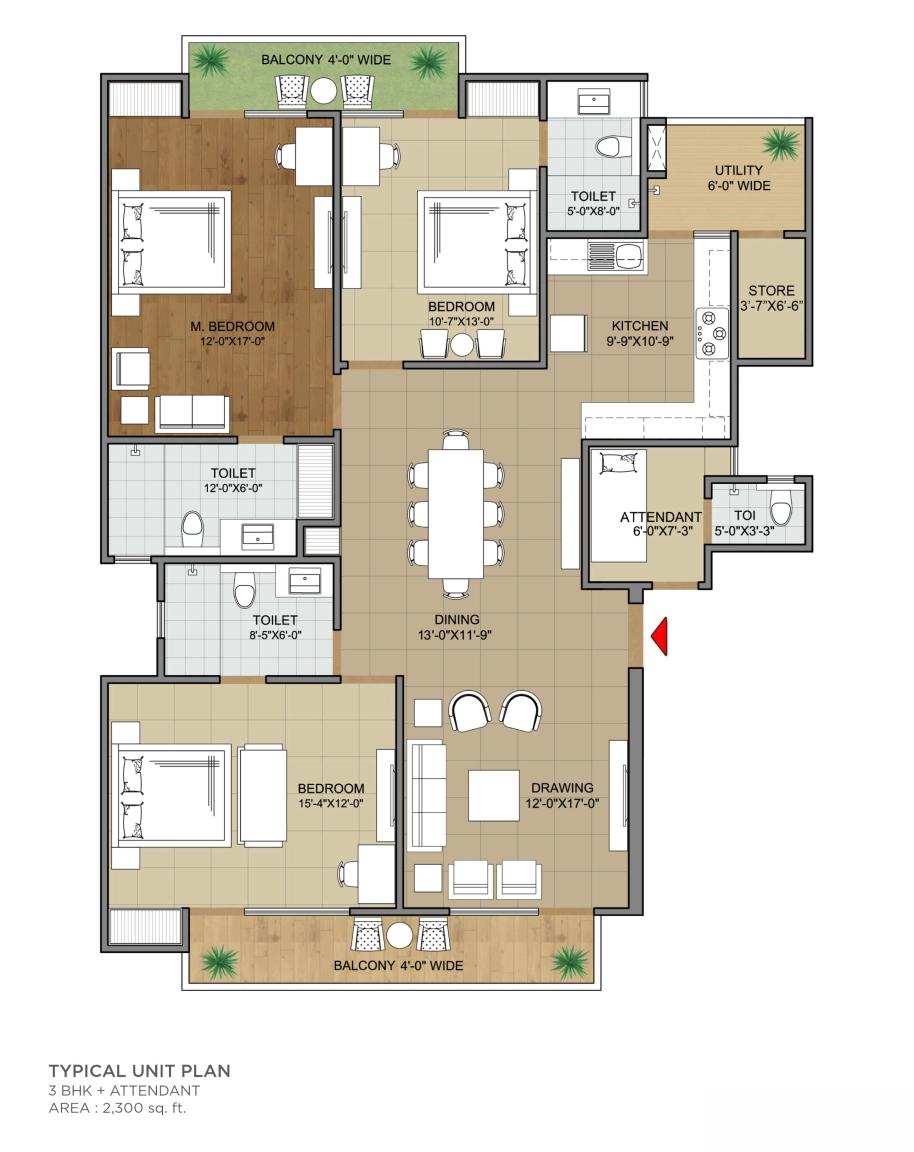 BALCONY 4'-0" WIDE
UTILITY
6'-0" WIDE
TOILET
5'-0"X8'-0"
STORE
3'-7"X6'-6"
BEDROOM
10'-7"X13'-0"
M. BEDROOM
12'-0"X17'-0"
KITCHEN
9'-9"X10'-9"
TOILET
12'-0"X6'-0"
ATTENDANT
6'-0"X7'-3"
TOI
5'-0"X3'-3"
TOILET
8'-5"X6'-0"
DINING
13'-0"X11'-9"
BEDROOM
15'-4"X12'-0"
DRAWING
12'-0"X17'-0"
BALCONY 4'-0" WIDE
TYPICAL UNIT PLAN
3 BHK + ATTENDANT
AREA : 2,300 sq. ft.